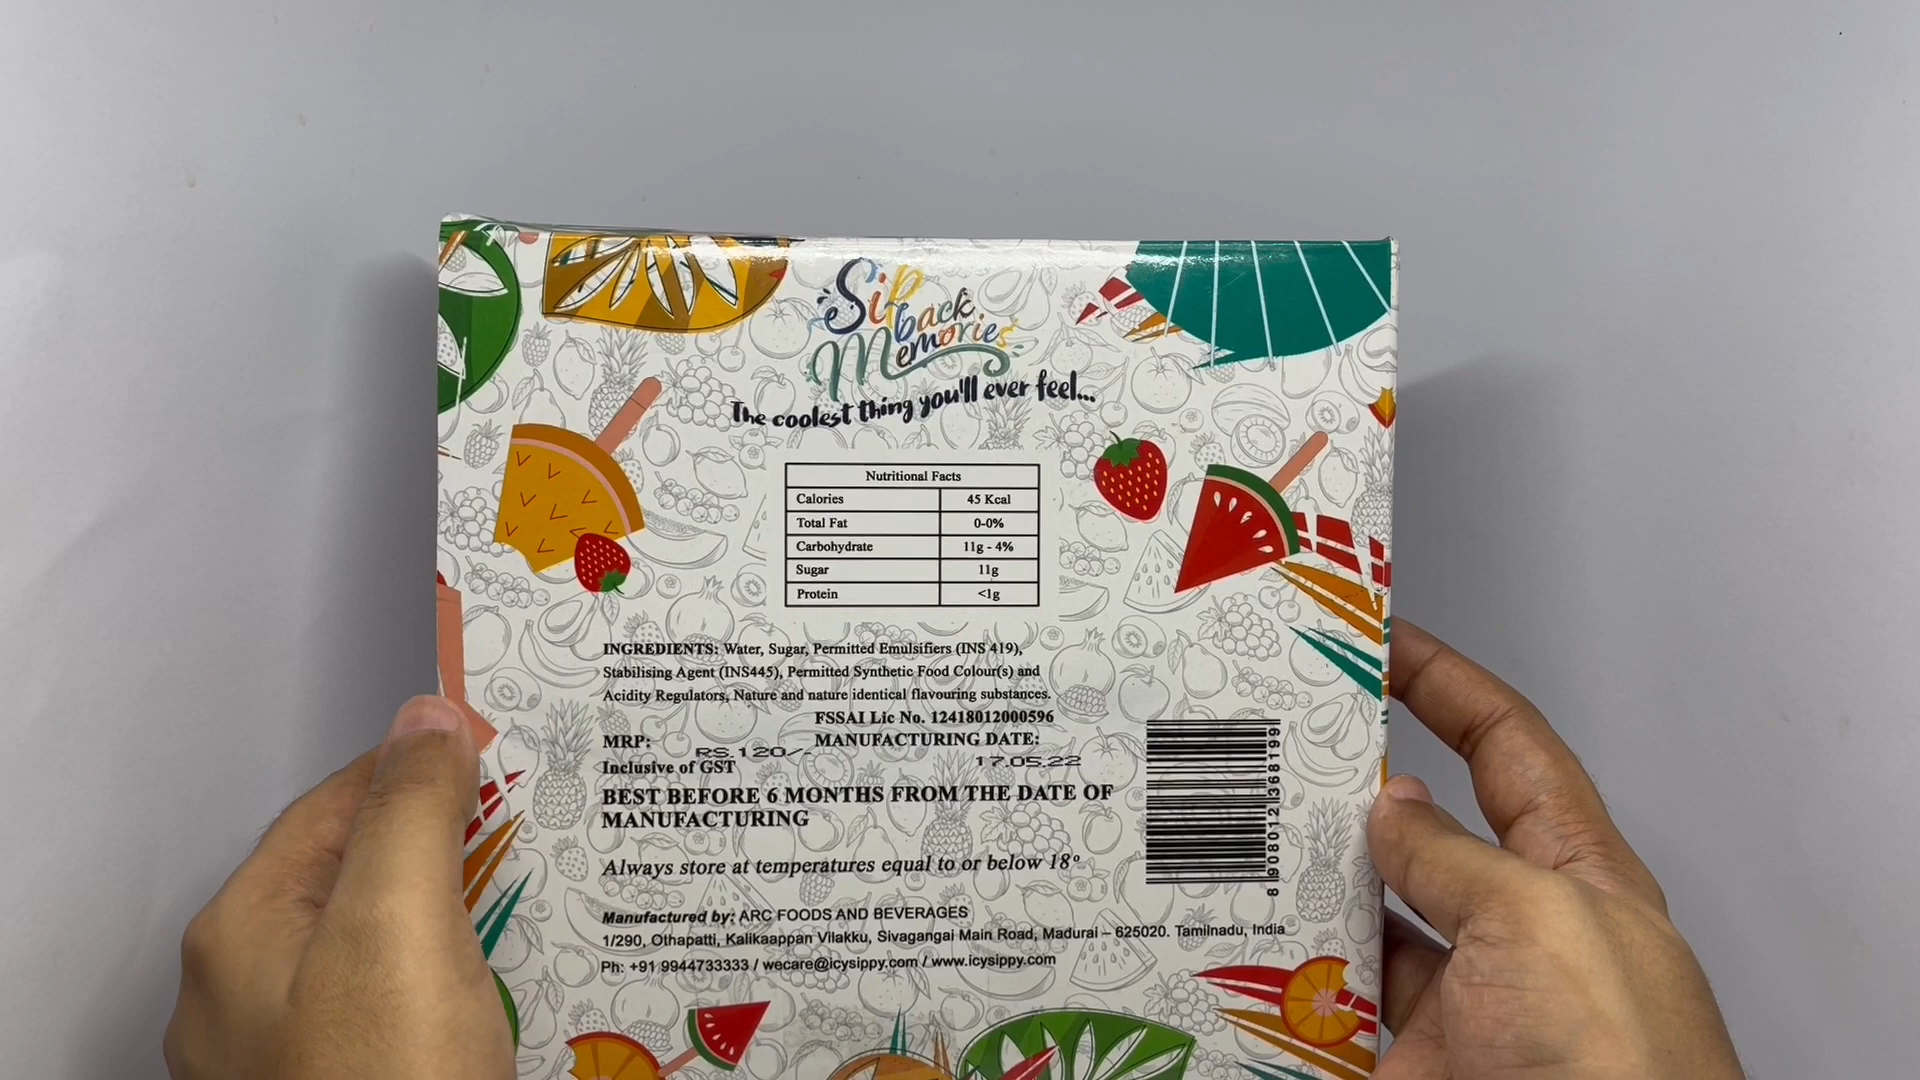 Sip back
Memories
The coolest thing you'll ever feel...
Nutritional Facts
Calories 45 Kcal
Total Fat 0-0%
Carbohydrate 11g - 4%
Sugar 11g
Protein <1g
INGREDIENTS: Water, Sugar, Permitted Emulsifiers (INS 419),
Stabilising Agent (INS445), Permitted Synthetic Food Colour(s) and
Acidity Regulators, Nature and nature identical flavouring substances.
FSSAI Lic No. 12418012000596
MRP: RS.120/- MANUFACTURING DATE:
Inclusive of GST 17.05.22
BEST BEFORE 6 MONTHS FROM THE DATE OF
MANUFACTURING
Always store at temperatures equal to or below 18°
Manufactured by: ARC FOODS AND BEVERAGES
1/290, Othapatti, Kalikaappan Vilakku, Sivagangai Main Road, Madurai – 625020. Tamilnadu, India
Ph: +91 9944733333 / wecare@icysippy.com / www.icysippy.com
8 908012 368199